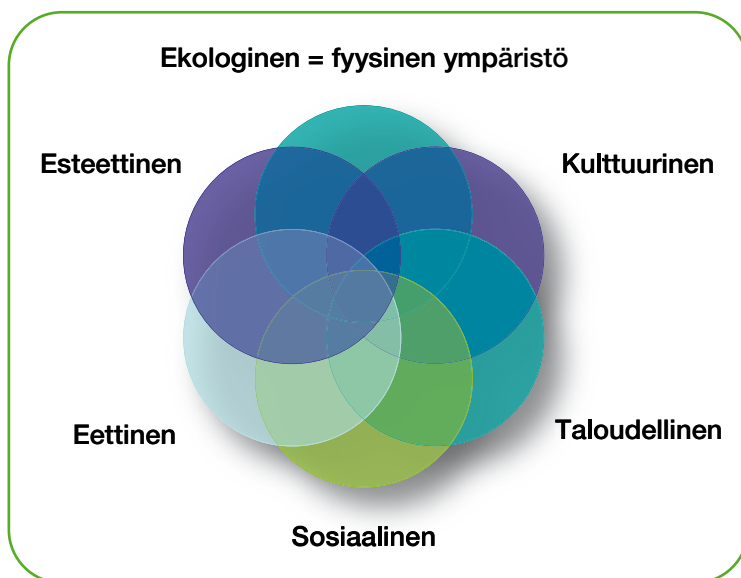 Ekologinen = fyysinen ympäristö
Esteettinen
Kulttuurinen
Eettinen
Taloudellinen
Sosiaalinen